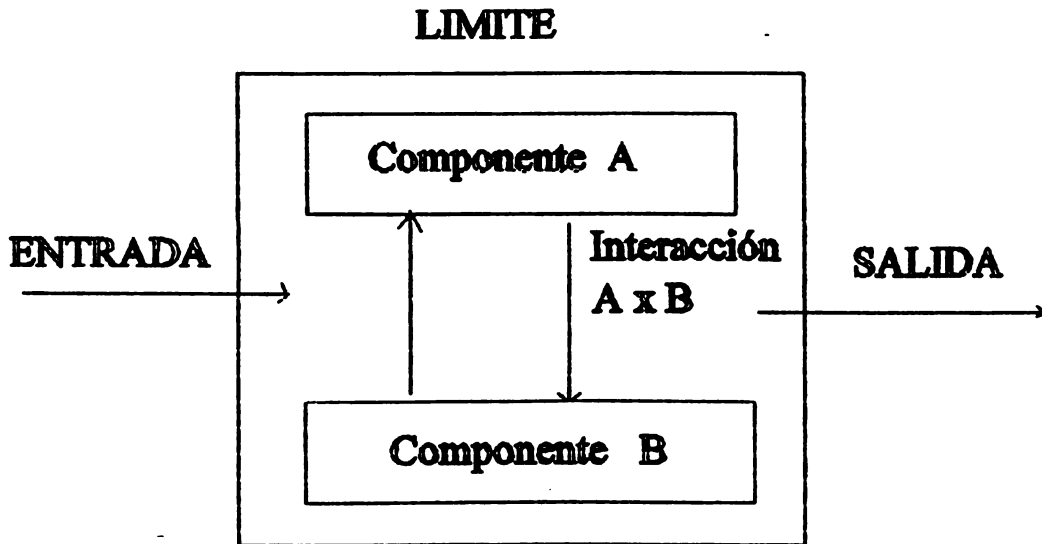 LIMITE
Componente A
ENTRADA
Interacción
A x B
SALIDA
Componente B